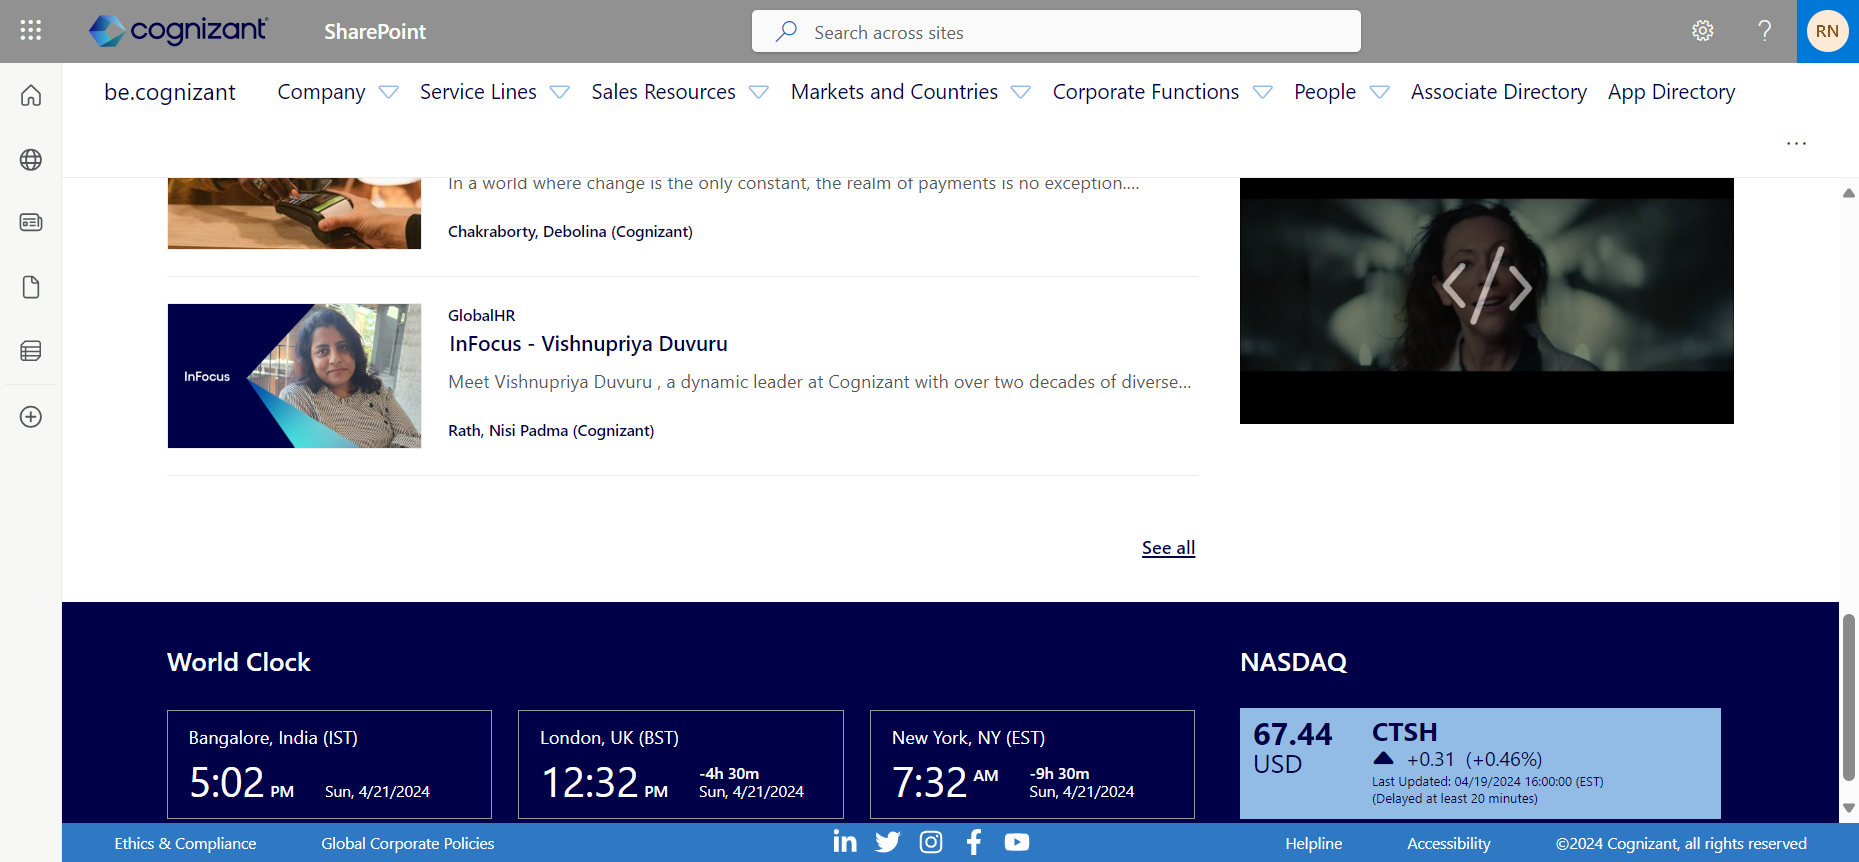 cognizant
SharePoint
Search across sites
RN
be.cognizant
Company
Service Lines
Sales Resources
Markets and Countries
Corporate Functions
People
Associate Directory
App Directory
In a world where change is the only constant, the realm of payments is no exception....
Chakraborty, Debolina (Cognizant)
InFocus
GlobalHR
InFocus - Vishnupriya Duvuru
Meet Vishnupriya Duvuru , a dynamic leader at Cognizant with over two decades of diverse...
Rath, Nisi Padma (Cognizant)
See all
World Clock
Bangalore, India (IST)
5:02 PM
Sun, 4/21/2024
London, UK (BST)
12:32 PM
-4h 30m
Sun, 4/21/2024
New York, NY (EST)
7:32 AM
-9h 30m
Sun, 4/21/2024
NASDAQ
67.44
USD
CTSH
+0.31 (+0.46%)
Last Updated: 04/19/2024 16:00:00 (EST)
(Delayed at least 20 minutes)
Ethics & Compliance
Global Corporate Policies
Helpline
Accessibility
©2024 Cognizant, all rights reserved